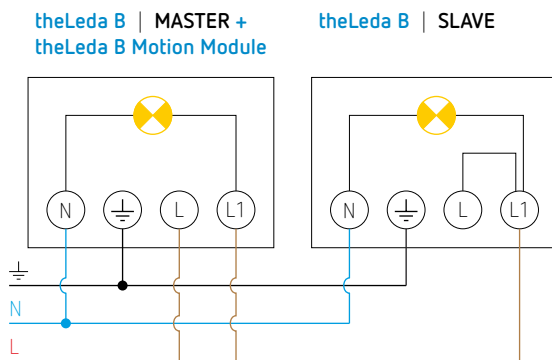 theLeda B | MASTER +
theLeda B Motion Module
theLeda B | SLAVE
N L L1
N L L1
N
L